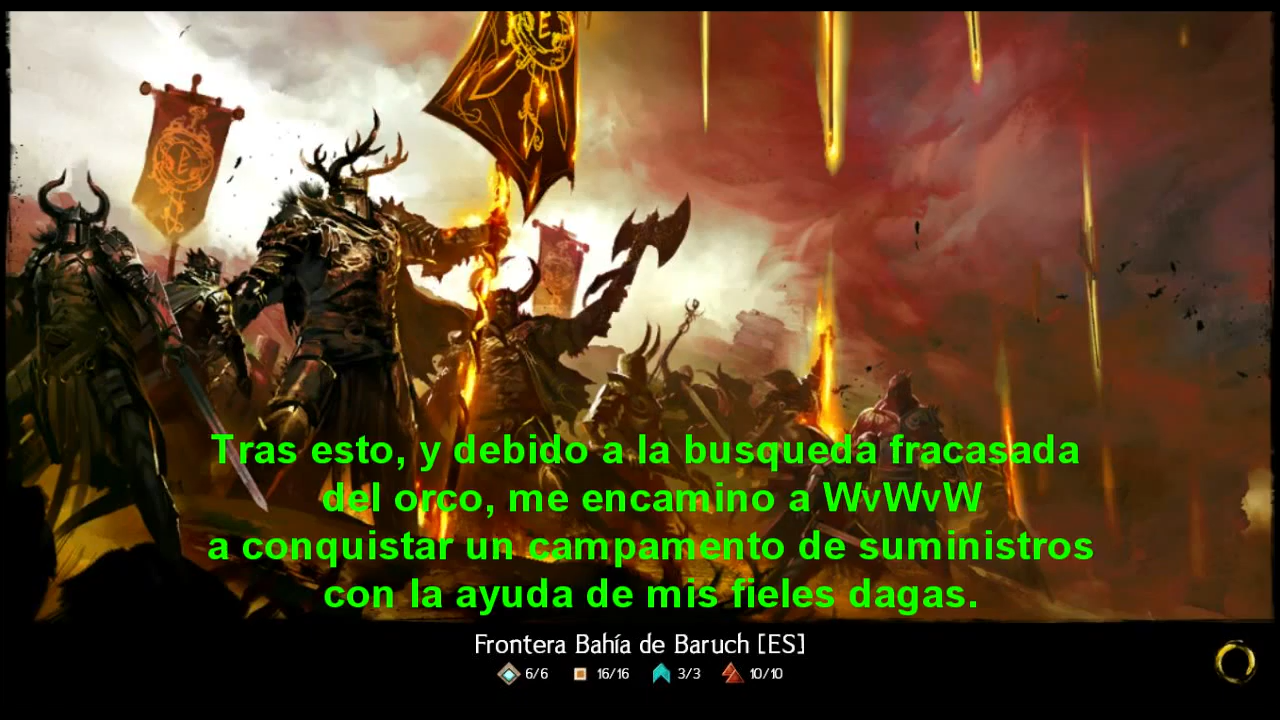 Tras esto, y debido a la busqueda fracasada
del orco, me encamino a WvWvW
a conquistar un campamento de suministros
con la ayuda de mis fieles dagas.
Frontera Bahía de Baruch [ES]
6/6 16/16 3/3 10/10